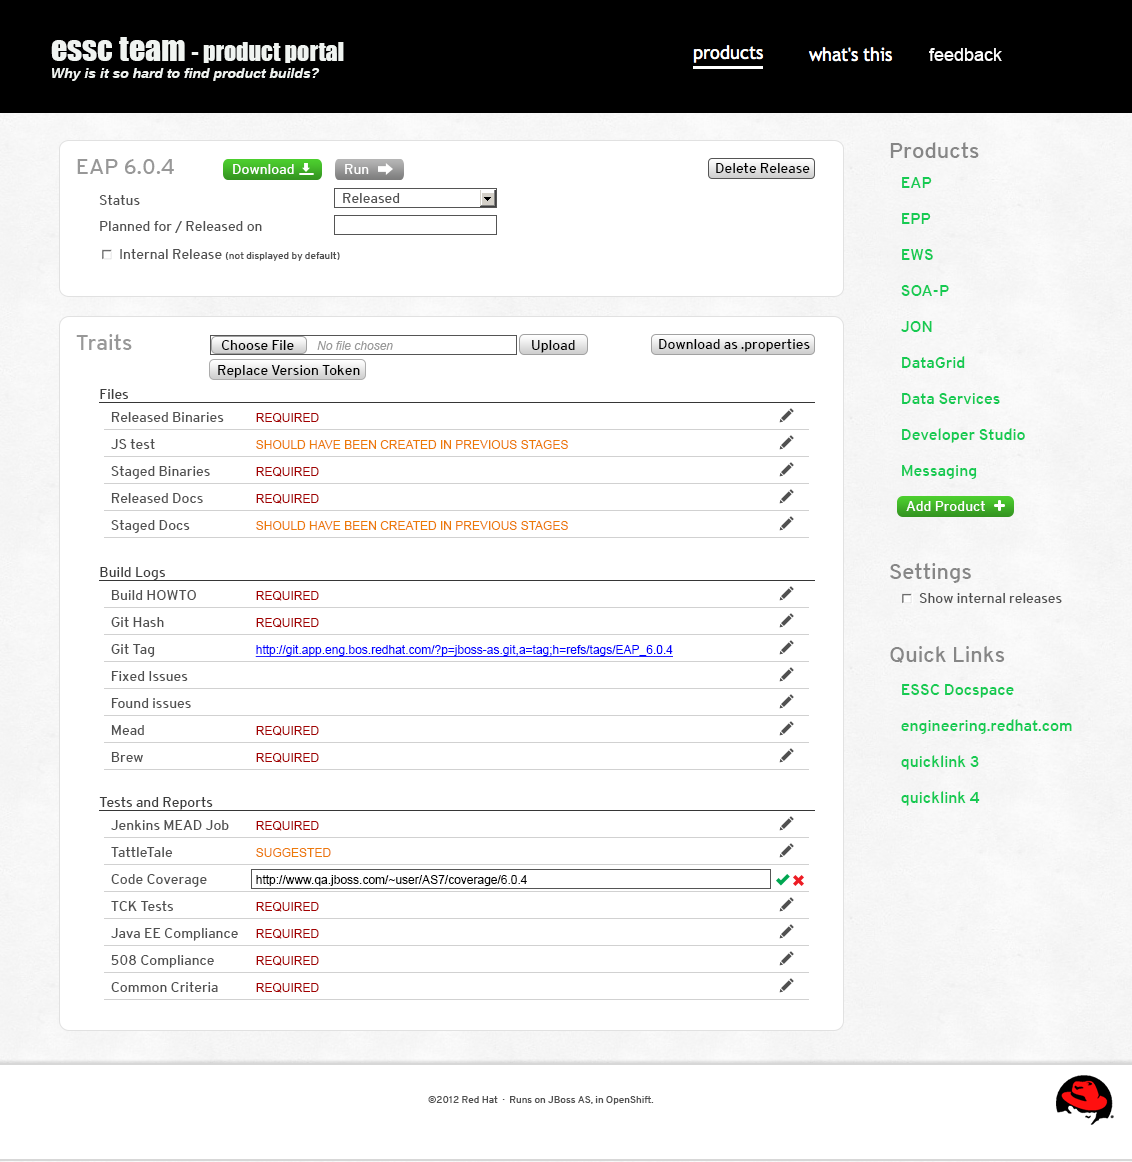 essc team - product portal
Why is it so hard to find product builds?
products what's this feedback
EAP 6.0.4
Download
Run
Delete Release
Status Released
Planned for / Released on
Internal Release (not displayed by default)
Traits
Choose File No file chosen
Upload
Download as .properties
Replace Version Token
Files
Released Binaries REQUIRED
JS test SHOULD HAVE BEEN CREATED IN PREVIOUS STAGES
Staged Binaries REQUIRED
Released Docs REQUIRED
Staged Docs SHOULD HAVE BEEN CREATED IN PREVIOUS STAGES
Build Logs
Build HOWTO REQUIRED
Git Hash REQUIRED
Git Tag http://git.app.eng.bos.redhat.com/?p=jboss-as.git,a=tag;h=refs/tags/EAP_6.0.4
Fixed Issues
Found issues
Mead REQUIRED
Brew REQUIRED
Tests and Reports
Jenkins MEAD Job REQUIRED
TattleTale SUGGESTED
Code Coverage http://www.qa.jboss.com/~user/AS7/coverage/6.0.4
TCK Tests REQUIRED
Java EE Compliance REQUIRED
508 Compliance REQUIRED
Common Criteria REQUIRED
Products
EAP
EPP
EWS
SOA-P
JON
DataGrid
Data Services
Developer Studio
Messaging
Add Product +
Settings
Show internal releases
Quick Links
ESSC Docspace
engineering.redhat.com
quicklink 3
quicklink 4
©2012 Red Hat · Runs on JBoss AS, in OpenShift.